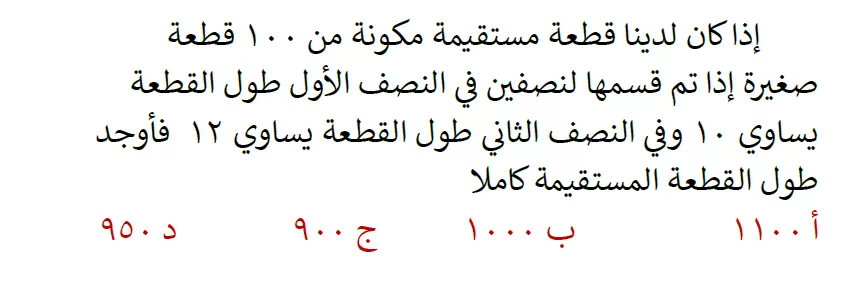 إذا كان لدينا قطعة مستقيمة مكونة من ١٠٠ قطعة
صغيرة إذا تم قسمها لنصفين في النصف الأول طول القطعة
يساوي ١٠ وفي النصف الثاني طول القطعة يساوي ١٢ فأوجد
طول القطعة المستقيمة كاملا
أ ١١٠٠ ب ١٠٠٠ ج ٩٠٠ د ٩٥٠